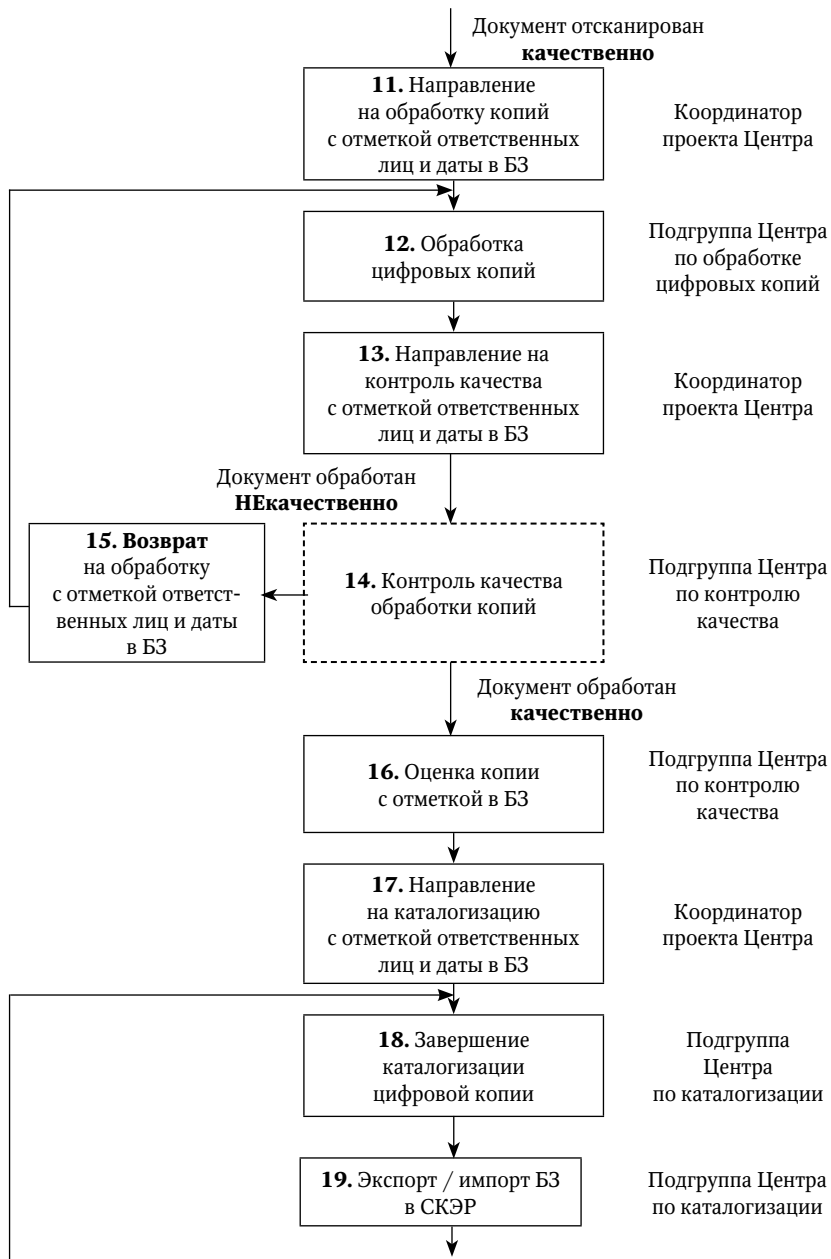 Документ отсканирован
качественно
11. Направление
на обработку копий
с отметкой ответственных
лиц и даты в БЗ
Координатор
проекта Центра
12. Обработка
цифровых копий
Подгруппа Центра
по обработке
цифровых копий
13. Направление на
контроль качества
с отметкой ответственных
лиц и даты в БЗ
Координатор
проекта Центра
Документ обработан
НЕкачественно
15. Возврат
на обработку
с отметкой ответст-
венных лиц и даты
в БЗ
14. Контроль качества
обработки копий
Подгруппа Центра
по контролю
качества
Документ обработан
качественно
16. Оценка копии
с отметкой в БЗ
Подгруппа Центра
по контролю
качества
17. Направление
на каталогизацию
с отметкой ответственных
лиц и даты в БЗ
Координатор
проекта Центра
18. Завершение
каталогизации
цифровой копии
Подгруппа
Центра
по каталогизации
19. Экспорт / импорт БЗ
в СКЭР
Подгруппа Центра
по каталогизации